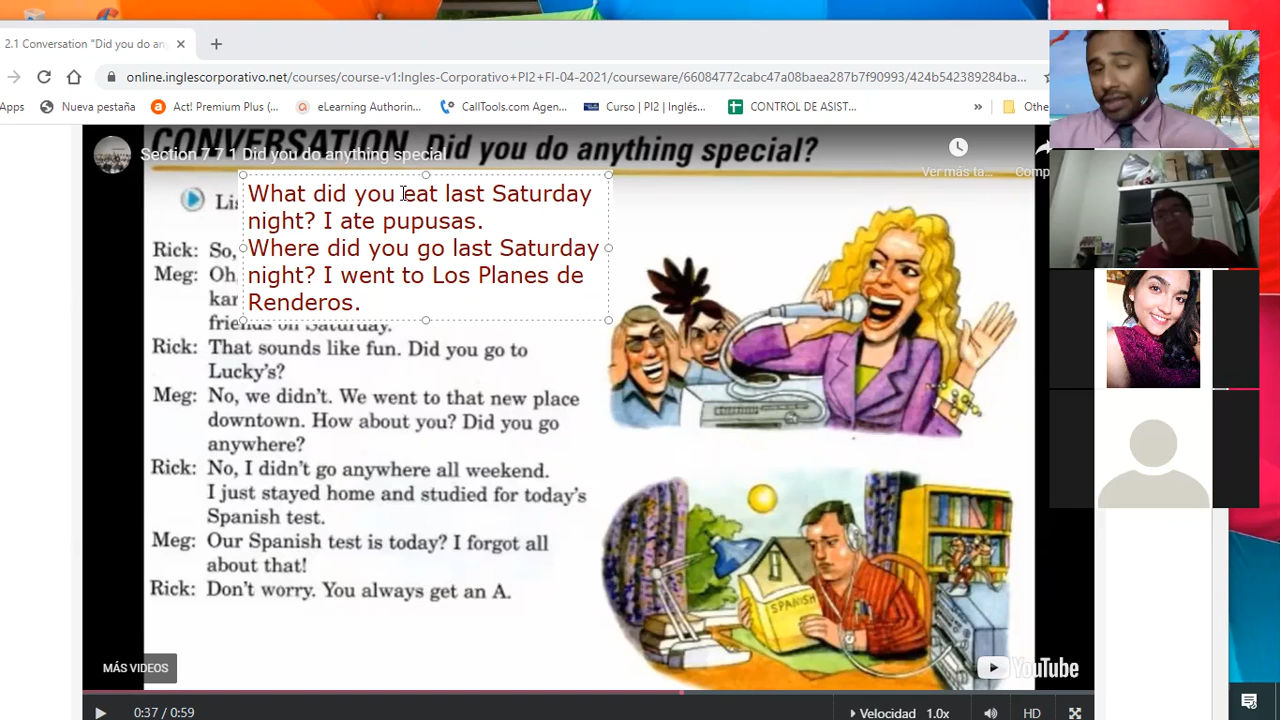 2.1 Conversation "Did you do an
online.inglescorporativo.net/courses/course-v1:Ingles-Corporativo+PI2+FI-04-2021/courseware/66084772cabc47a08baea287b7f90993/424b542389284ba...
Apps
Nueva pestaña
Act! Premium Plus (...
eLearning Authorin...
CallTools.com Agen...
Curso | PI2 | Inglés...
CONTROL DE ASIST...
»
Othe
CONVERSATION Did you do anything special?
Section 7 7 1 Did you do anything special
Ver más ta...
Comp
What did you eat last Saturday
night? I ate pupusas.
Where did you go last Saturday
night? I went to Los Planes de
Renderos.
Lis
Rick: So,
Meg: Oh,
kar
friends on Saturday.
Rick: That sounds like fun. Did you go to
Lucky's?
Meg: No, we didn't. We went to that new place
downtown. How about you? Did you go
anywhere?
Rick: No, I didn't go anywhere all weekend.
I just stayed home and studied for today's
Spanish test.
Meg: Our Spanish test is today? I forgot all
about that!
Rick: Don't worry. You always get an A.
SPANISH
MÁS VIDEOS
YouTube
0:37 / 0:59
Velocidad 1.0x
HD